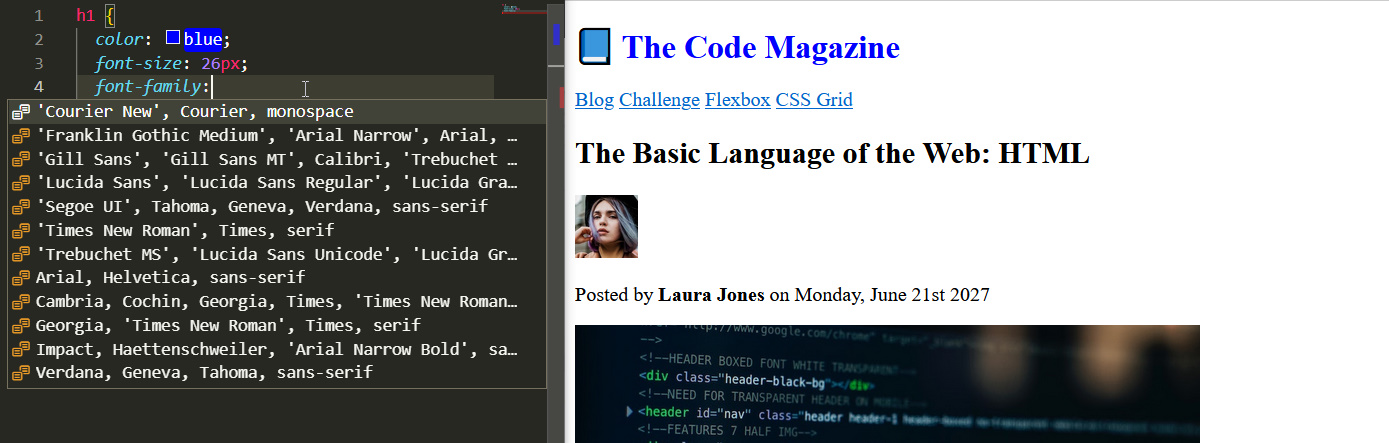 1 h1 {
2 color: blue;
3 font-size: 26px;
4 font-family:
'Courier New', Courier, monospace
'Franklin Gothic Medium', 'Arial Narrow', Arial, …
'Gill Sans', 'Gill Sans MT', Calibri, 'Trebuchet …
'Lucida Sans', 'Lucida Sans Regular', 'Lucida Gra…
'Segoe UI', Tahoma, Geneva, Verdana, sans-serif
'Times New Roman', Times, serif
'Trebuchet MS', 'Lucida Sans Unicode', 'Lucida Gr…
Arial, Helvetica, sans-serif
Cambria, Cochin, Georgia, Times, 'Times New Roman…
Georgia, 'Times New Roman', Times, serif
Impact, Haettenschweiler, 'Arial Narrow Bold', sa…
Verdana, Geneva, Tahoma, sans-serif
The Code Magazine
Blog Challenge Flexbox CSS Grid
The Basic Language of the Web: HTML
Posted by Laura Jones on Monday, June 21st 2027
http://www.google.com/chrome" target=
-->
<!--HEADER BOXED FONT WHITE TRANSPARENT-->
<div class="header-black-bg"></div>
<!--NEED FOR TRANSPARENT HEADER ON MOBILE-->
<header id="nav" class="header header-1
<!--FEATURES 7 HALF IMG-->